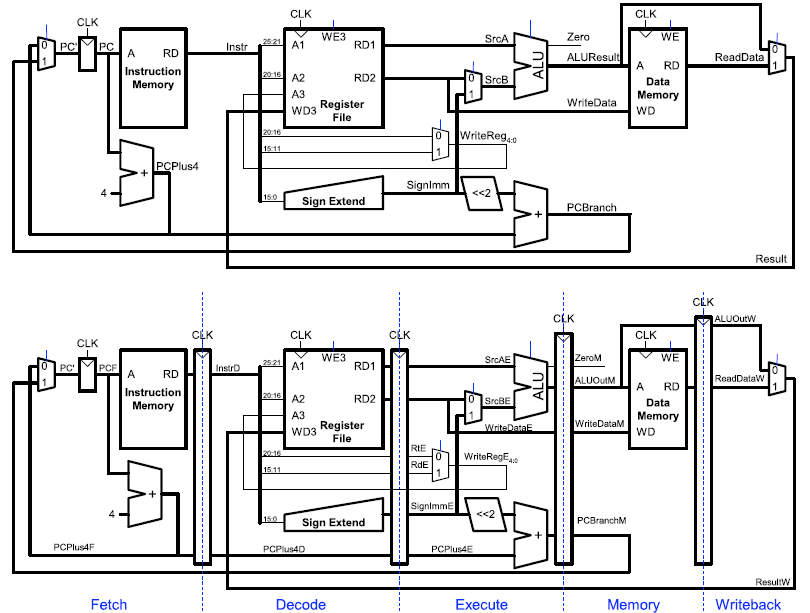 CLK CLK CLK
0 1 PC' PC A RD Instruction Memory Instr
25:21 A1 WE3 RD1 SrcA Zero WE 0 1
ALU ALUResult A RD Data Memory ReadData
20:16 A2 RD2 0 1 SrcB
A3
WD3 Register File WriteData WD
20:16 0 WriteReg4:0
15:11 1
4 + PCPlus4
15:0 Sign Extend SignImm <<2
+ PCBranch
Result
CLK CLK CLK CLK CLK CLK CLK
ALUOutW
0 1 PC' PCF A RD Instruction Memory InstrD
25:21 A1 WE3 RD1 SrcAE ZeroM WE 0 1
ALU ALUOutM A RD Data Memory ReadDataW
20:16 A2 RD2 0 1 SrcBE
A3
WD3 Register File WriteDataE WriteDataM WD
20:16 RtE 0 WriteRegE4:0
15:11 RdE 1
4 +
15:0 Sign Extend SignImmE <<2
+ PCBranchM
PCPlus4F PCPlus4D PCPlus4E
ResultW
Fetch Decode Execute Memory Writeback